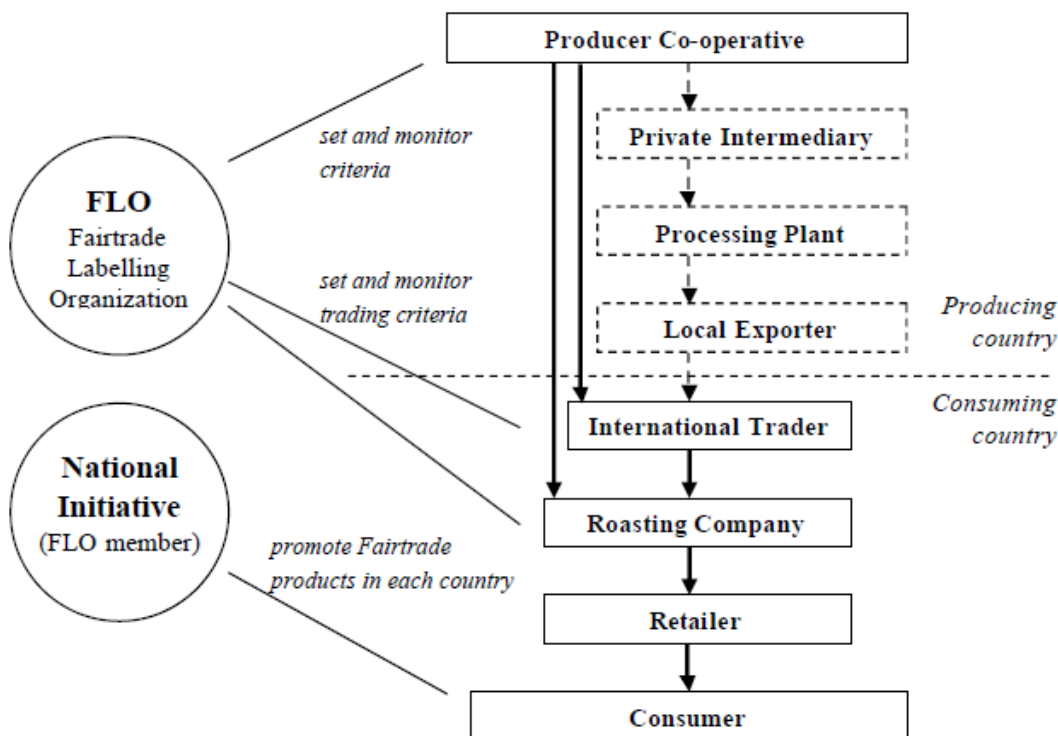 Producer Co-operative
set and monitor
criteria
Private Intermediary
FLO
Fairtrade
Labelling
Organization
Processing Plant
set and monitor
trading criteria
Local Exporter
Producing
country
Consuming
country
International Trader
National
Initiative
(FLO member)
Roasting Company
promote Fairtrade
products in each country
Retailer
Consumer